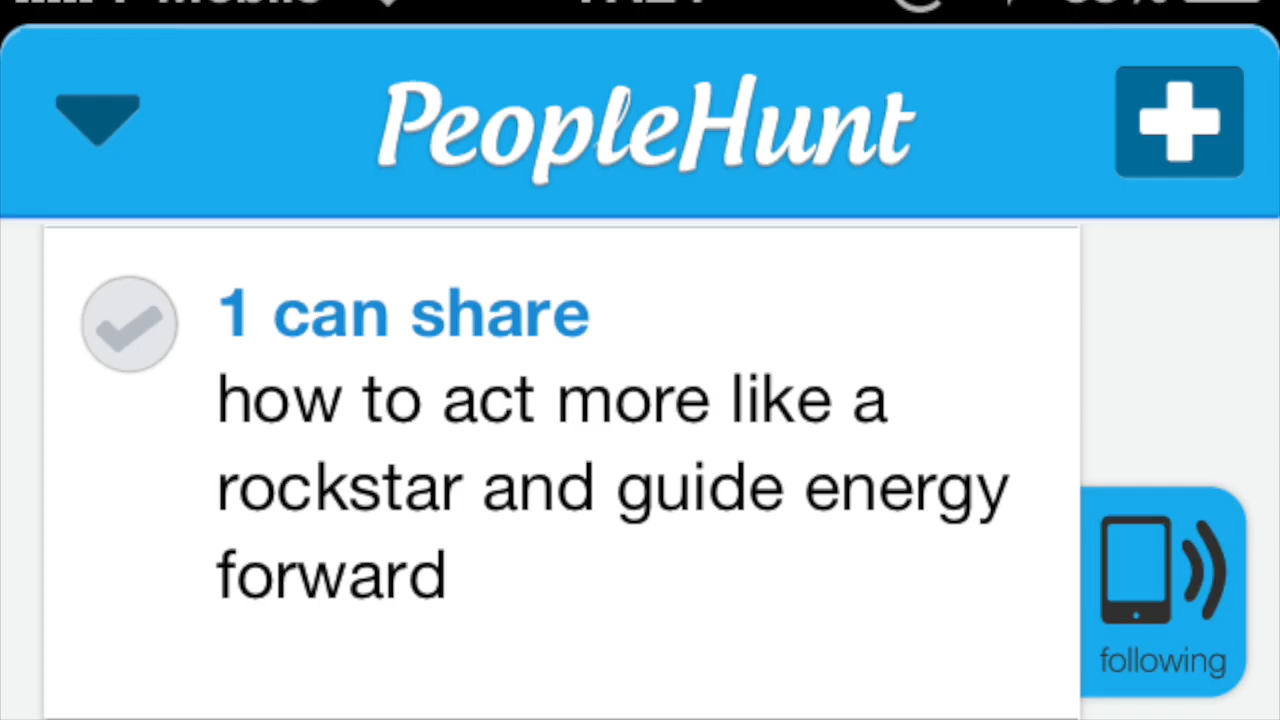 PeopleHunt
1 can share
how to act more like a
rockstar and guide energy
forward
following